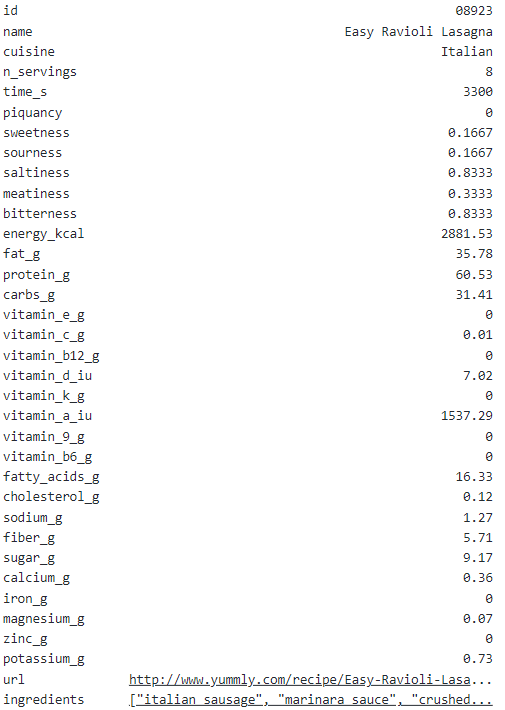 id 08923
name Easy Ravioli Lasagna
cuisine Italian
n_servings 8
time_s 3300
piquancy 0
sweetness 0.1667
sourness 0.1667
saltiness 0.8333
meatiness 0.3333
bitterness 0.8333
energy_kcal 2881.53
fat_g 35.78
protein_g 60.53
carbs_g 31.41
vitamin_e_g 0
vitamin_c_g 0.01
vitamin_b12_g 0
vitamin_d_iu 7.02
vitamin_k_g 0
vitamin_a_iu 1537.29
vitamin_9_g 0
vitamin_b6_g 0
fatty_acids_g 16.33
cholesterol_g 0.12
sodium_g 1.27
fiber_g 5.71
sugar_g 9.17
calcium_g 0.36
iron_g 0
magnesium_g 0.07
zinc_g 0
potassium_g 0.73
url http://www.yummly.com/recipe/Easy-Ravioli-Lasa...
ingredients ["italian sausage", "marinara sauce", "crushed...